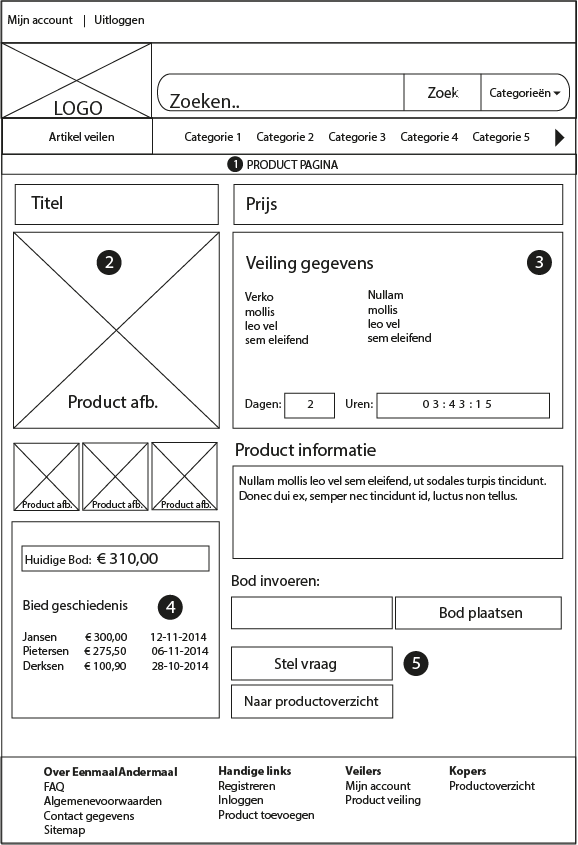 Mijn account | Uitloggen
LOGO
Zoeken.. Zoek Categorieën
Artikel veilen Categorie 1 Categorie 2 Categorie 3 Categorie 4 Categorie 5
1 PRODUCT PAGINA
Titel
Prijs
2
Product afb.
Veiling gegevens 3
Verko
mollis
leo vel
sem eleifend
Nullam
mollis
leo vel
sem eleifend
Dagen: 2 Uren: 03:43:15
Product afb. Product afb. Product afb.
Product informatie
Nullam mollis leo vel sem eleifend, ut sodales turpis tincidunt.
Donec dui ex, semper nec tincidunt id, luctus non tellus.
Huidige Bod: € 310,00
Bied geschiedenis 4
Jansen € 300,00 12-11-2014
Pietersen € 275,50 06-11-2014
Derksen € 100,90 28-10-2014
Bod invoeren:
Bod plaatsen
Stel vraag 5
Naar productoverzicht
Over EenmaalAndermaal
FAQ
Algemenevoorwaarden
Contact gegevens
Sitemap
Handige links
Registreren
Inloggen
Product toevoegen
Veilers
Mijn account
Product veiling
Kopers
Productoverzicht